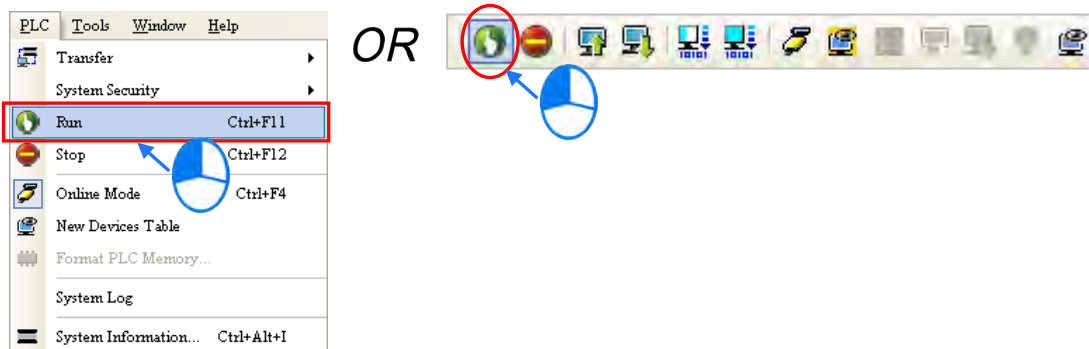 PLC Tools Window Help
Transfer
System Security
Run Ctrl+F11
Stop Ctrl+F12
Online Mode Ctrl+F4
New Devices Table
Format PLC Memory...
System Log
System Information... Ctrl+Alt+I
OR